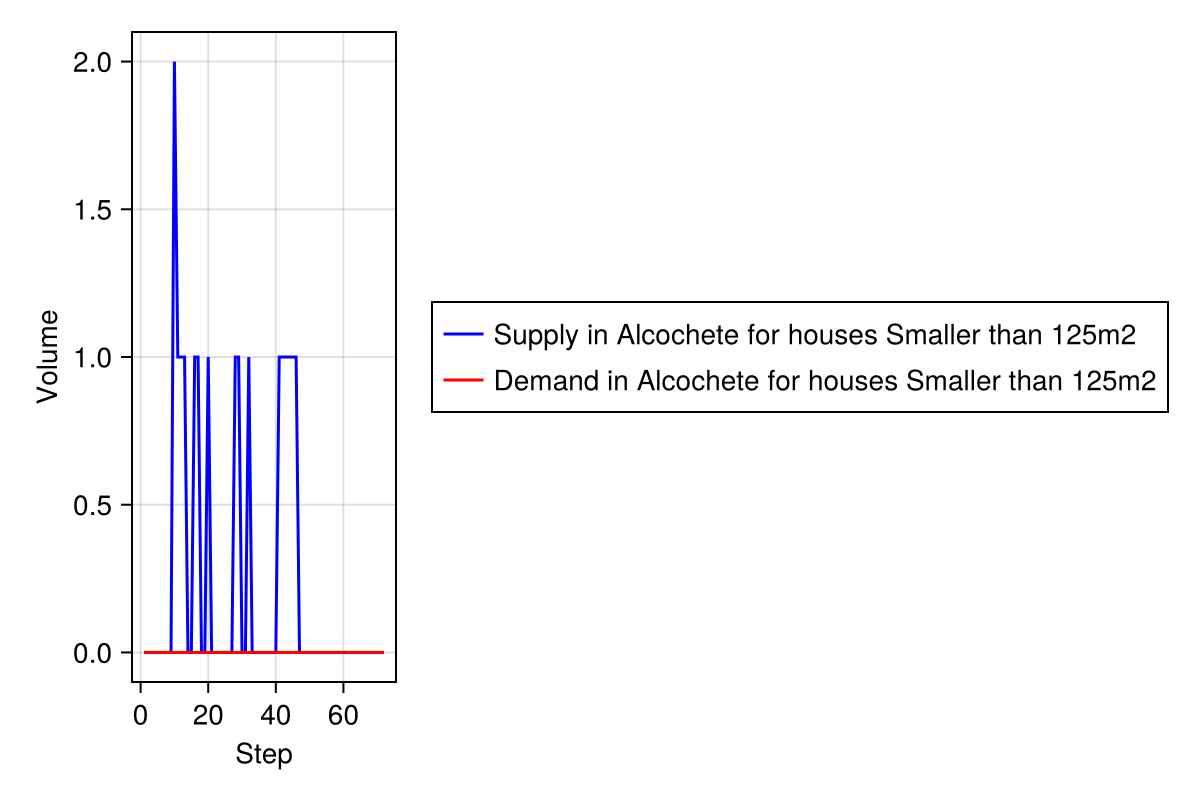 2.0
1.5
1.0
0.5
0.0
Volume
0 20 40 60
Step
Supply in Alcochete for houses Smaller than 125m2
Demand in Alcochete for houses Smaller than 125m2